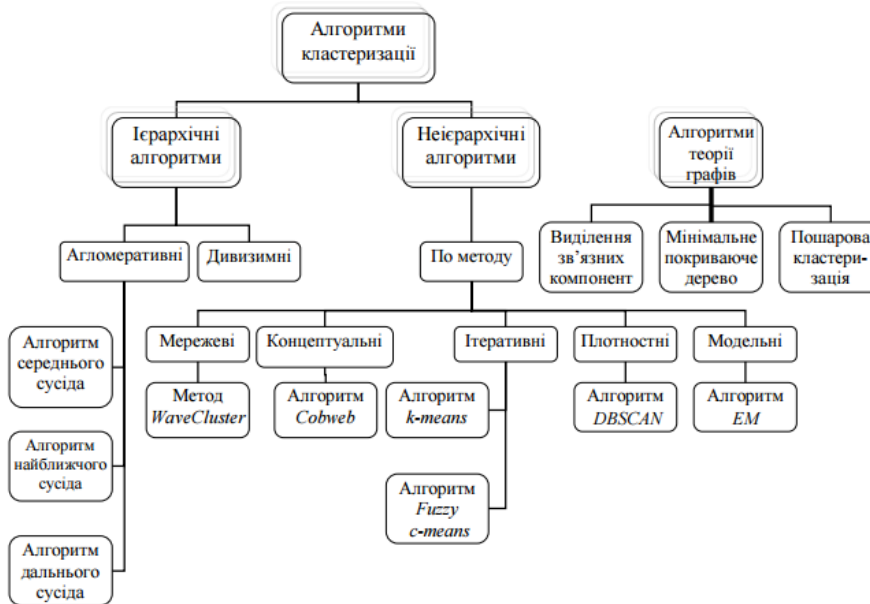 Алгоритми
кластеризації
Ієрархічні
алгоритми
Неієрархічні
алгоритми
Алгоритми
теорії
графів
Агломеративні
Дивизимні
По методу
Виділення
зв’язних
компонент
Мінімальне
покриваюче
дерево
Пошарова
кластери-
зація
Мережеві
Концептуальні
Ітеративні
Плотностні
Модельні
Алгоритм
середнього
сусіда
Метод
WaveCluster
Алгоритм
Cobweb
Алгоритм
k-means
Алгоритм
DBSCAN
Алгоритм
EM
Алгоритм
найближчого
сусіда
Алгоритм
Fuzzy
c-means
Алгоритм
дальнього
сусіда